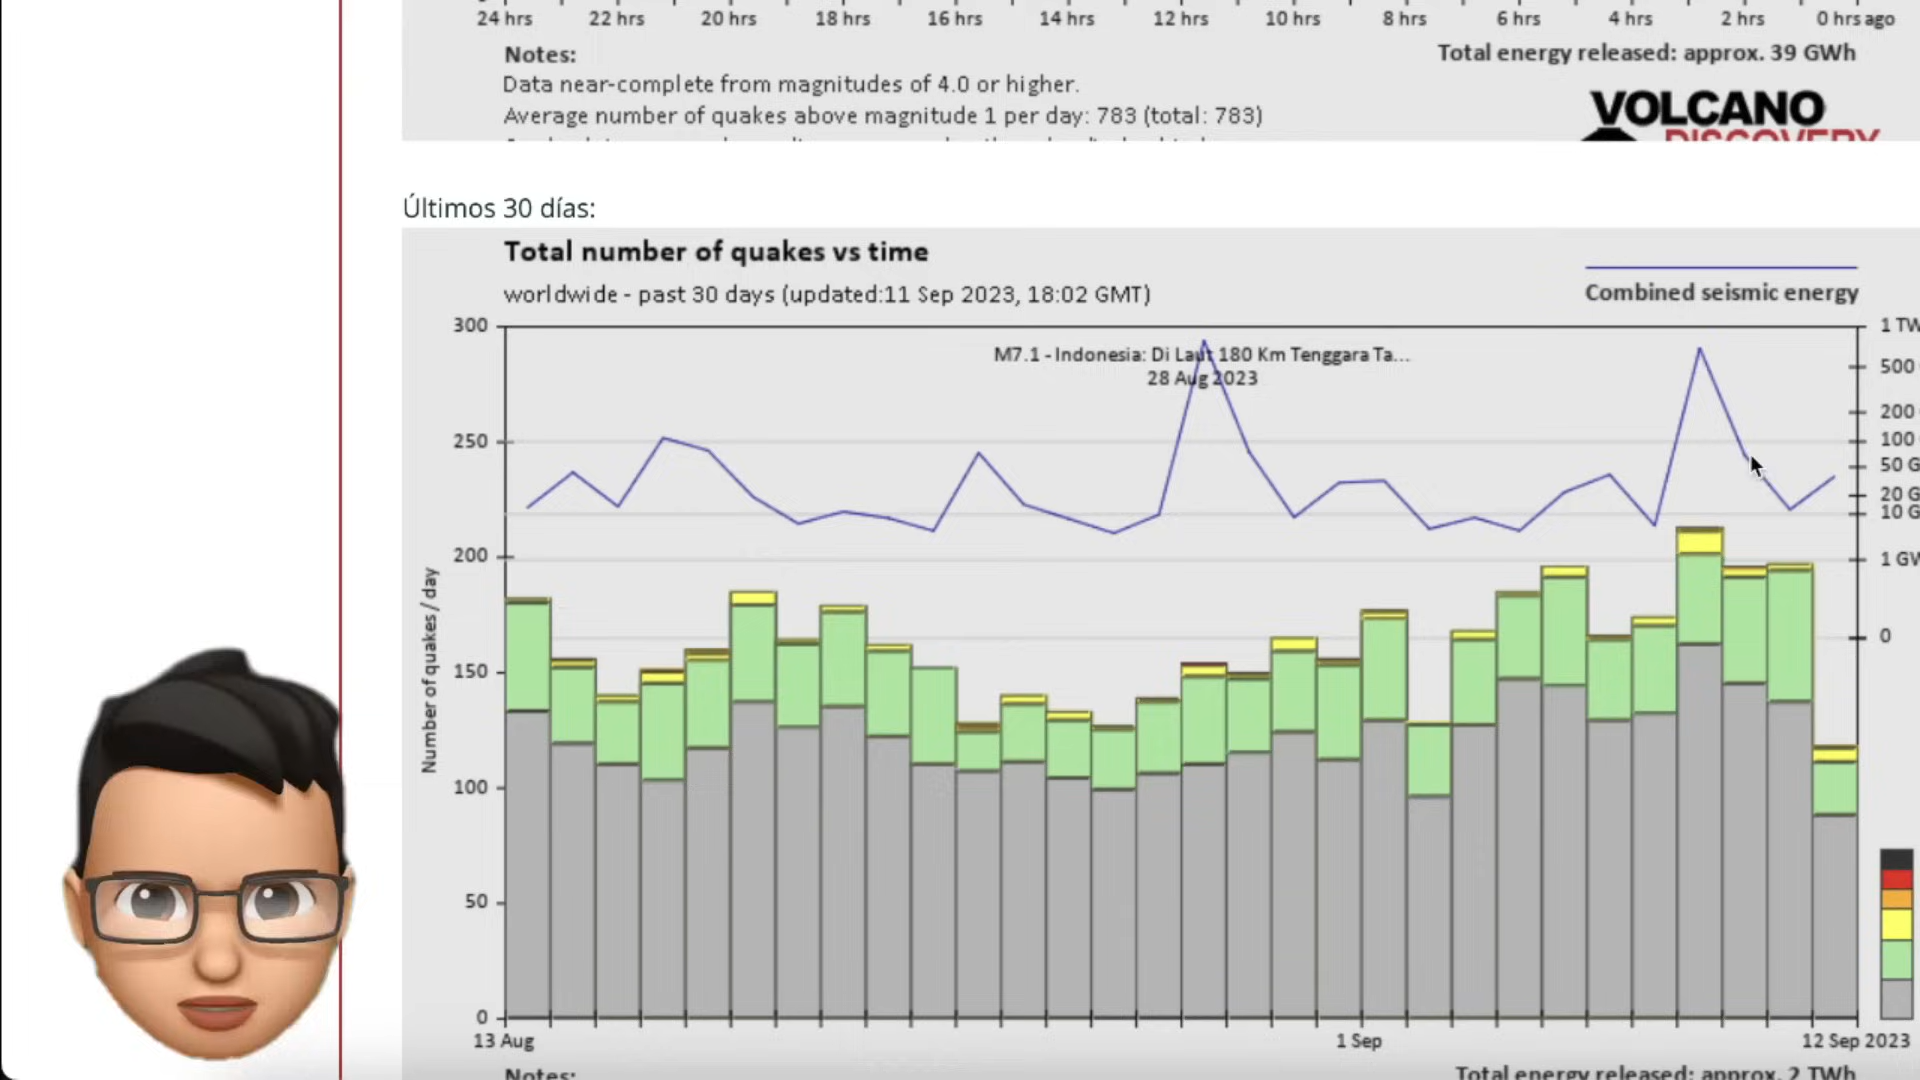 24 hrs 22 hrs 20 hrs 18 hrs 16 hrs 14 hrs 12 hrs 10 hrs 8 hrs 6 hrs 4 hrs 2 hrs 0 hrs ago
Notes:
Total energy released: approx. 39 GWh
Data near-complete from magnitudes of 4.0 or higher.
Average number of quakes above magnitude 1 per day: 783 (total: 783)
VOLCANO
DISCOVERY
Últimos 30 días:
Total number of quakes vs time
worldwide - past 30 days (updated:11 Sep 2023, 18:02 GMT)
Combined seismic energy
300
250
200
150
100
50
0
Number of quakes / day
M7.1 - Indonesia: Di Laut 180 Km Tenggara Ta...
28 Aug 2023
1 TW
500
200
100
50 G
20 G
10 G
1 GW
0
13 Aug 1 Sep 12 Sep 2023
Notes:
Total energy released: approx. 2 TWh